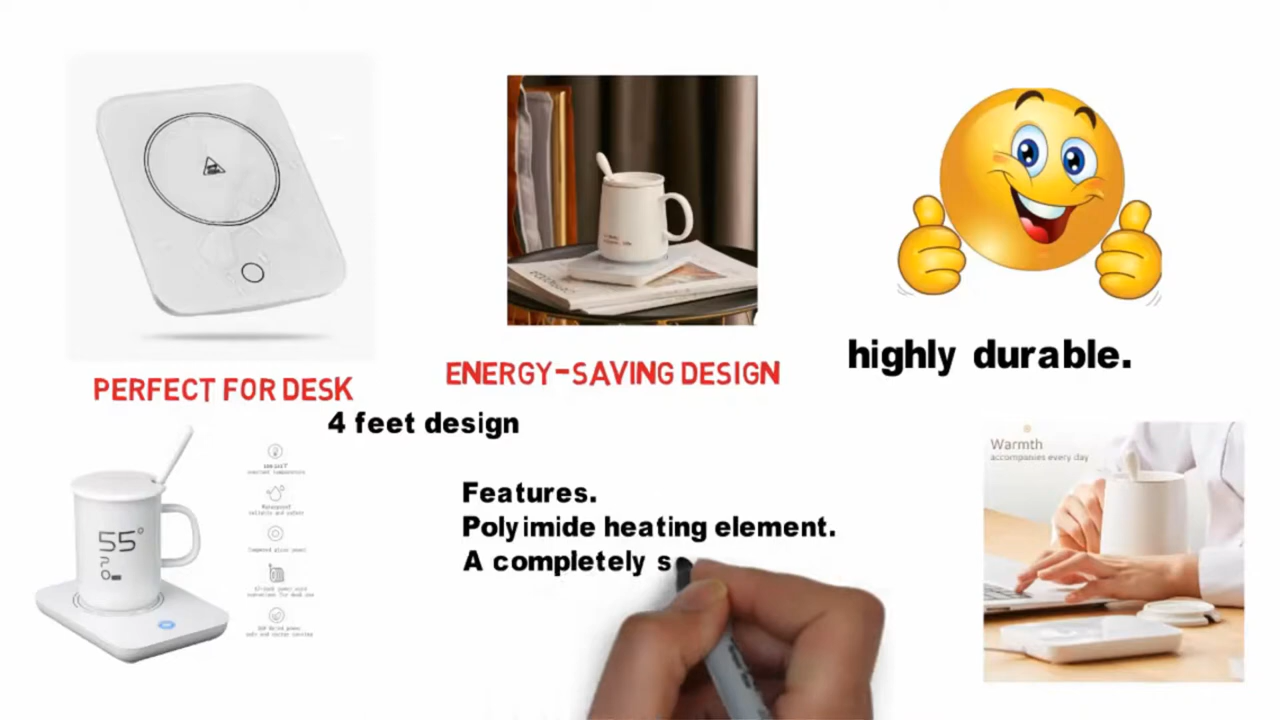 PERFECT FOR DESK
ENERGY-SAVING DESIGN
highly durable.
4 feet design
55°
Warmth
accompanies every day
Features.
Polyimide heating element.
A completely s